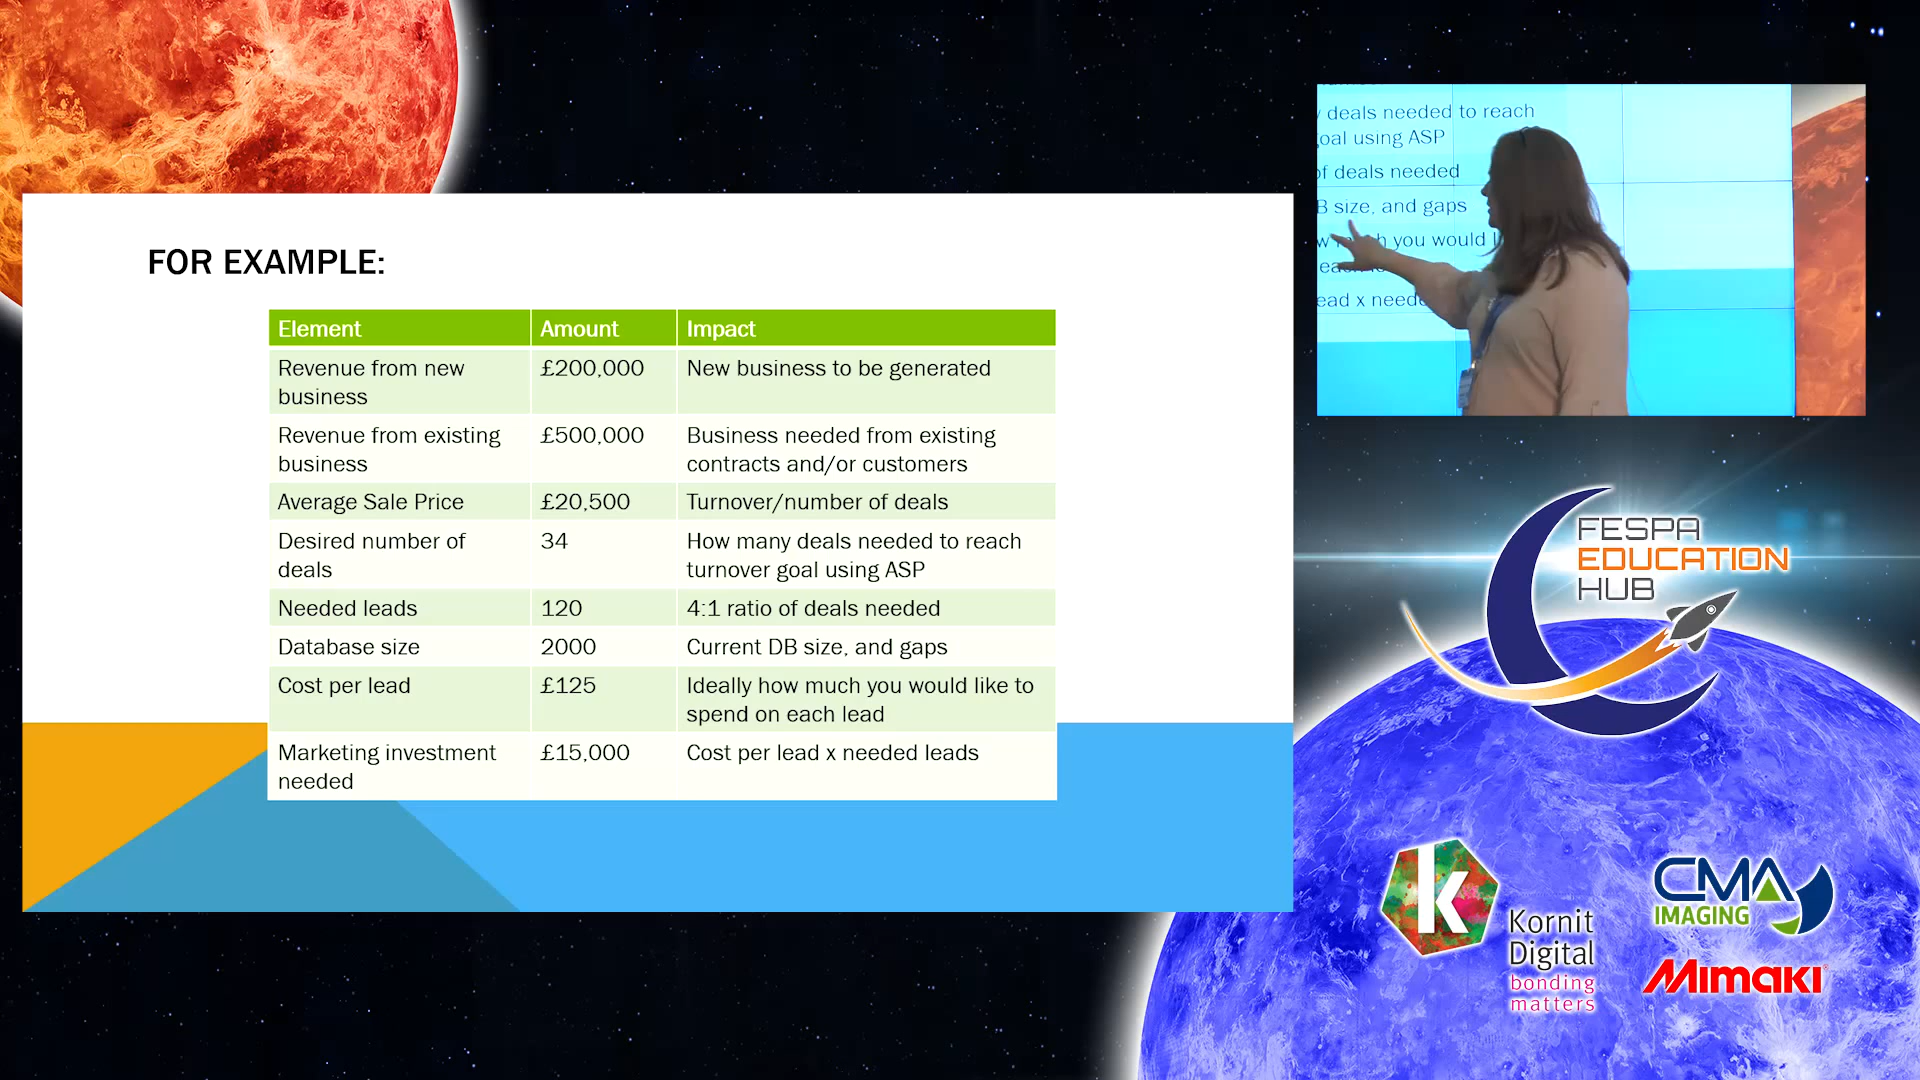 FOR EXAMPLE:
Element Amount Impact
Revenue from new £200,000 New business to be generated
business
Revenue from existing £500,000 Business needed from existing
business contracts and/or customers
Average Sale Price £20,500 Turnover/number of deals
Desired number of 34 How many deals needed to reach
deals turnover goal using ASP
Needed leads 120 4:1 ratio of deals needed
Database size 2000 Current DB size, and gaps
Cost per lead £125 Ideally how much you would like to
spend on each lead
Marketing investment £15,000 Cost per lead x needed leads
needed
deals needed to reach
goal using ASP
of deals needed
B size, and gaps
you would
ead x need
FESPA
EDUCATION
HUB
K
Kornit
Digital
bonding
matters
CMA
IMAGING
Mimaki